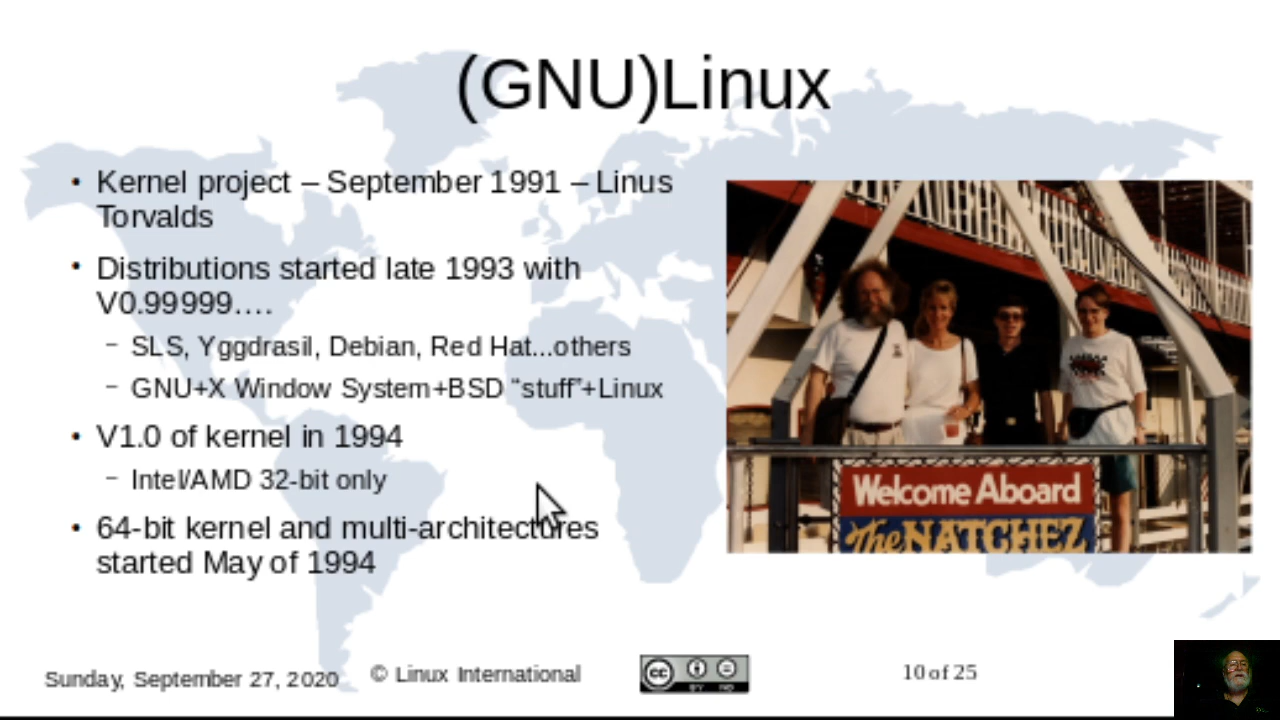 (GNU)Linux
• Kernel project – September 1991 – Linus
Torvalds
• Distributions started late 1993 with
V0.99999....
– SLS, Yggdrasil, Debian, Red Hat...others
– GNU+X Window System+BSD “stuff”+Linux
• V1.0 of kernel in 1994
– Intel/AMD 32-bit only
• 64-bit kernel and multi-architectures
started May of 1994
Welcome Aboard
The NATCHEZ
Sunday, September 27, 2020
© Linux International
cc
BY ND
10 of 25